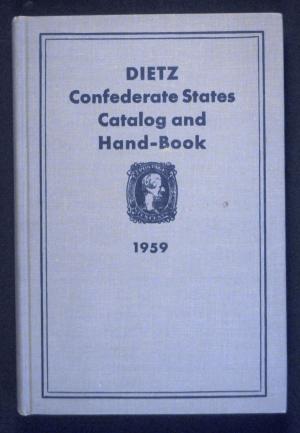 DIETZ
Confederate States
Catalog and
Hand-Book
1959